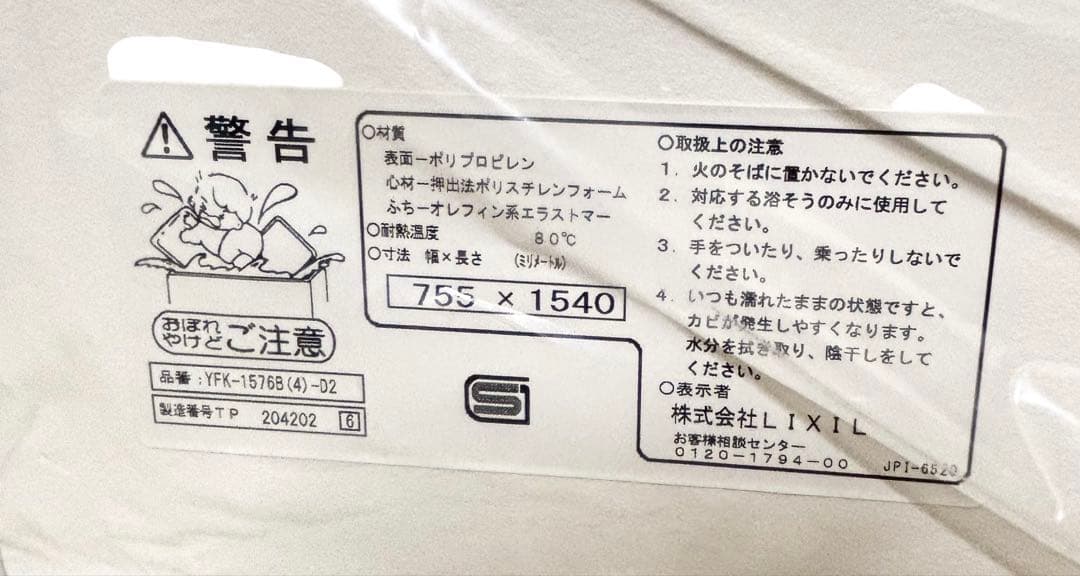 警告
おぼれ
やけど
ご注意
品番:YFK-1576B(4)-D2
製造番号TP 204202 6
○材質
表面ーポリプロピレン
心材ー押出法ポリスチレンフォーム
ふちーオレフィン系エラストマー
○耐熱温度 80℃
○寸法 幅×長さ (ミリメートル)
755 × 1540
○取扱上の注意
1. 火のそばに置かないでください。
2. 対応する浴そうのみに使用して
ください。
3. 手をついたり、乗ったりしないで
ください。
4. いつも濡れたままの状態ですと、
カビが発生しやすくなります。
水分を拭き取り、陰干しをして
ください。
○表示者
株式会社LIXIL
お客様相談センター
0120-1794-00
JPI-6520